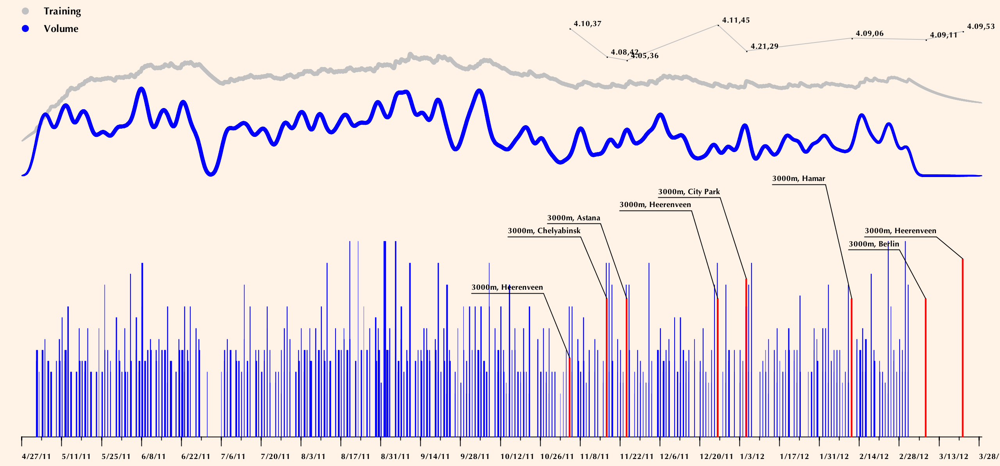 Training
Volume
4.10,37
4.08,42
4.05,36
4.11,45
4.21,29
4.09,06
4.09,11
4.09,53
3000m, Hamar
3000m, City Park
3000m, Heerenveen
3000m, Astana
3000m, Chelyabinsk
3000m, Heerenveen
3000m, Berlin
3000m, Heerenveen
4/27/11 5/11/11 5/25/11 6/8/11 6/22/11 7/6/11 7/20/11 8/3/11 8/17/11 8/31/11 9/14/11 9/28/11 10/12/11 10/26/11 11/8/11 11/22/11 12/6/11 12/20/11 1/3/12 1/17/12 1/31/12 2/14/12 2/28/12 3/13/12 3/28/